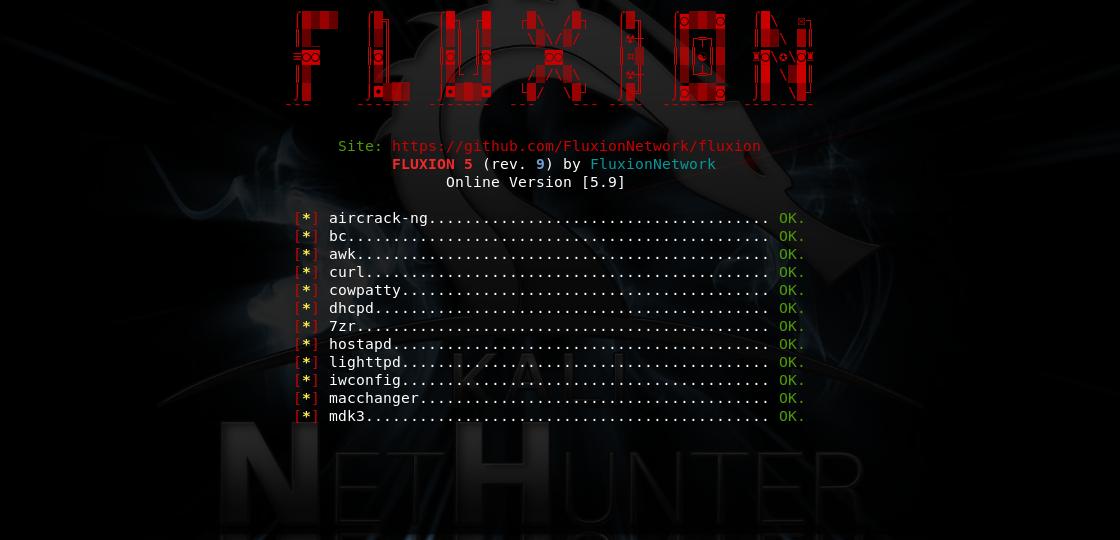 FLUXION
Site: https://github.com/FluxionNetwork/fluxion
FLUXION 5 (rev. 9) by FluxionNetwork
Online Version [5.9]
[*] aircrack-ng...................................... OK.
[*] bc............................................... OK.
[*] awk.............................................. OK.
[*] curl............................................. OK.
[*] cowpatty......................................... OK.
[*] dhcpd............................................ OK.
[*] 7zr.............................................. OK.
[*] hostapd.......................................... OK.
[*] lighttpd......................................... OK.
[*] iwconfig......................................... OK.
[*] macchanger....................................... OK.
[*] mdk3............................................. OK.
KALI
NETHUNTER